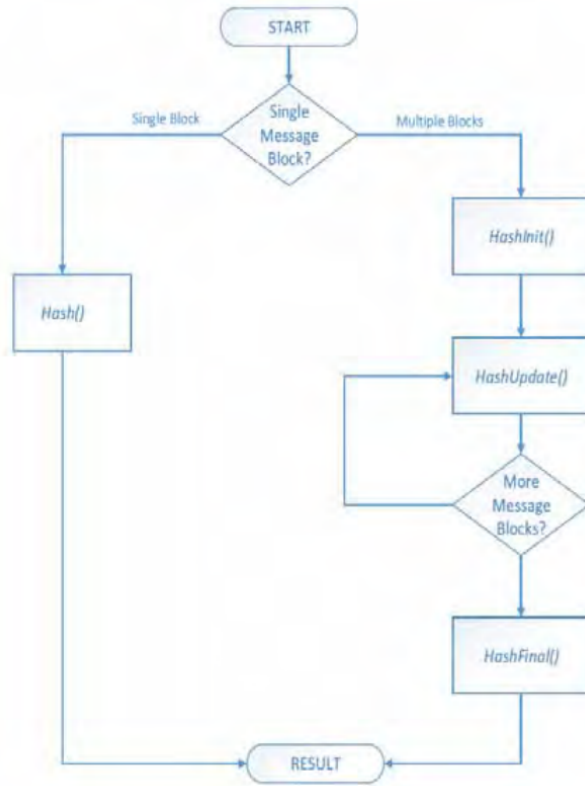 START
Single
Message
Block?
Single Block
Multiple Blocks
HashInit()
Hash()
HashUpdate()
More
Message
Blocks?
HashFinal()
RESULT